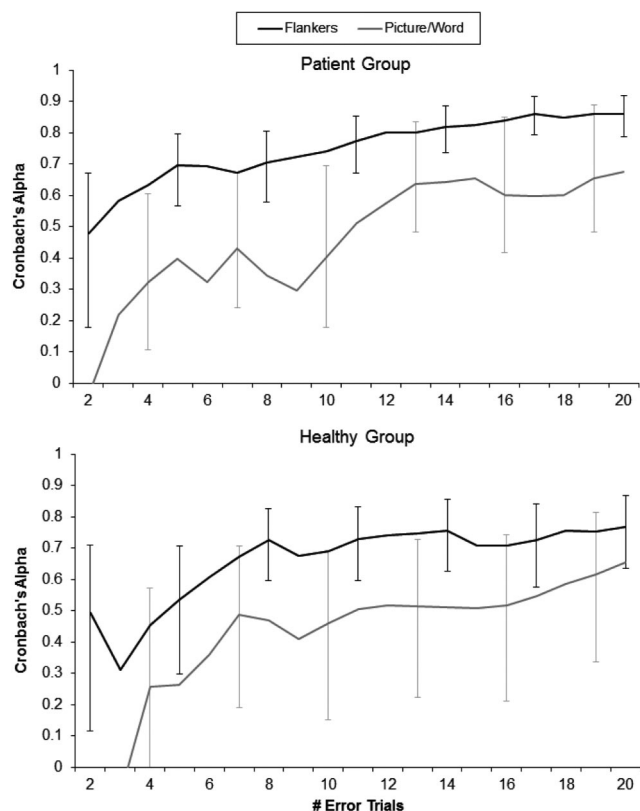 Flankers Picture/Word
Patient Group
Cronbach's Alpha
1
0.9
0.8
0.7
0.6
0.5
0.4
0.3
0.2
0.1
0
2 4 6 8 10 12 14 16 18 20
Healthy Group
Cronbach's Alpha
1
0.9
0.8
0.7
0.6
0.5
0.4
0.3
0.2
0.1
0
2 4 6 8 10 12 14 16 18 20
# Error Trials